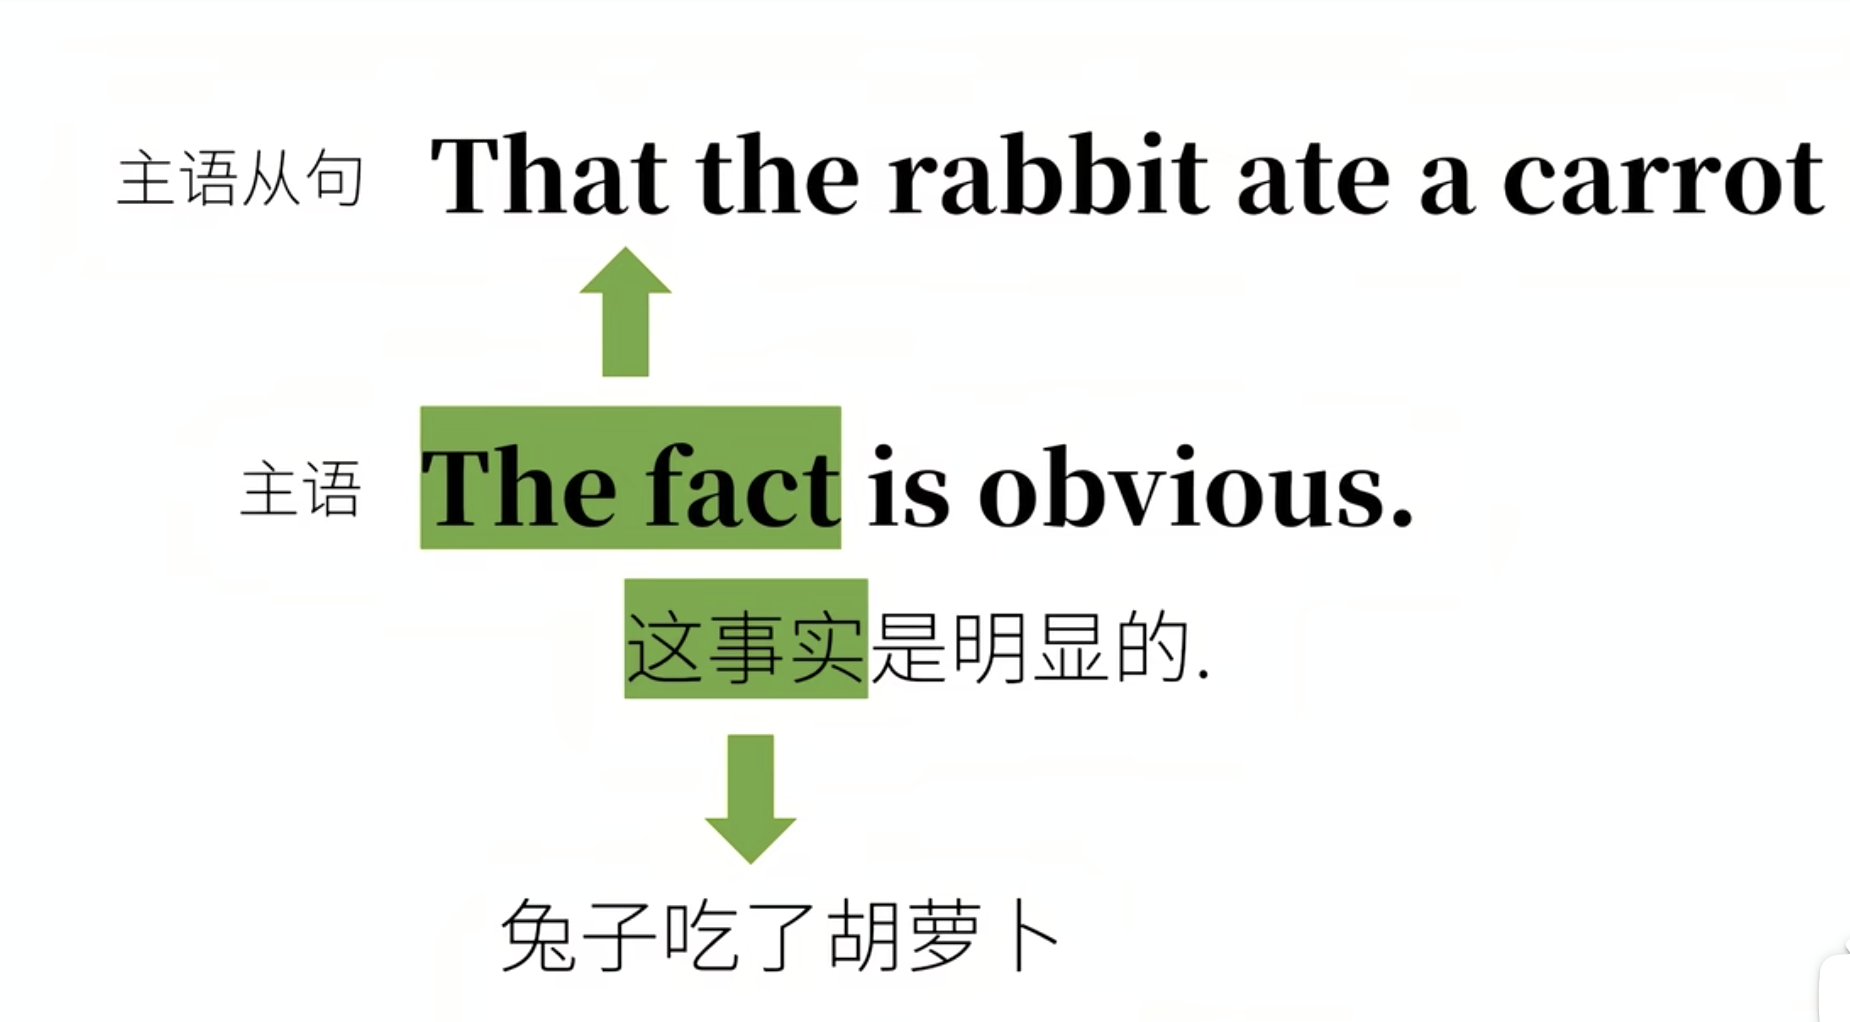 主语从句 That the rabbit ate a carrot
主语 The fact is obvious.
这事实是明显的.
兔子吃了胡萝卜